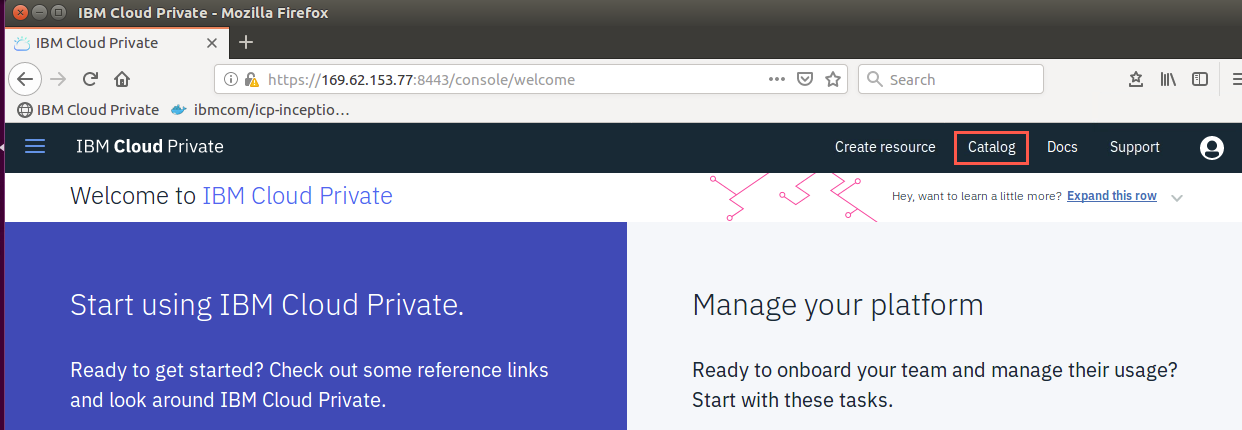 IBM Cloud Private - Mozilla Firefox
IBM Cloud Private
https://169.62.153.77:8443/console/welcome
Search
IBM Cloud Private
ibmcom/icp-inceptio…
IBM Cloud Private
Create resource
Catalog
Docs
Support
Welcome to IBM Cloud Private
Hey, want to learn a little more? Expand this row
Start using IBM Cloud Private.
Ready to get started? Check out some reference links
and look around IBM Cloud Private.
Manage your platform
Ready to onboard your team and manage their usage?
Start with these tasks.